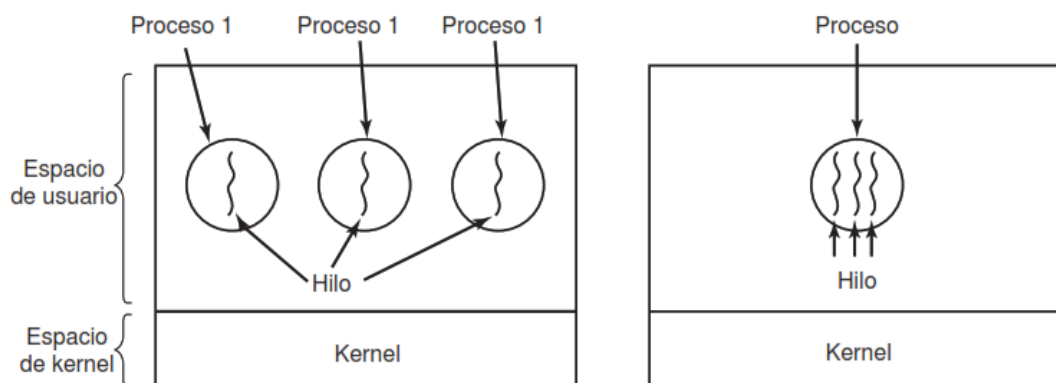 Proceso 1
Proceso 1
Proceso 1
Proceso
Espacio
de usuario
Hilo
Hilo
Espacio
de kernel
Kernel
Kernel